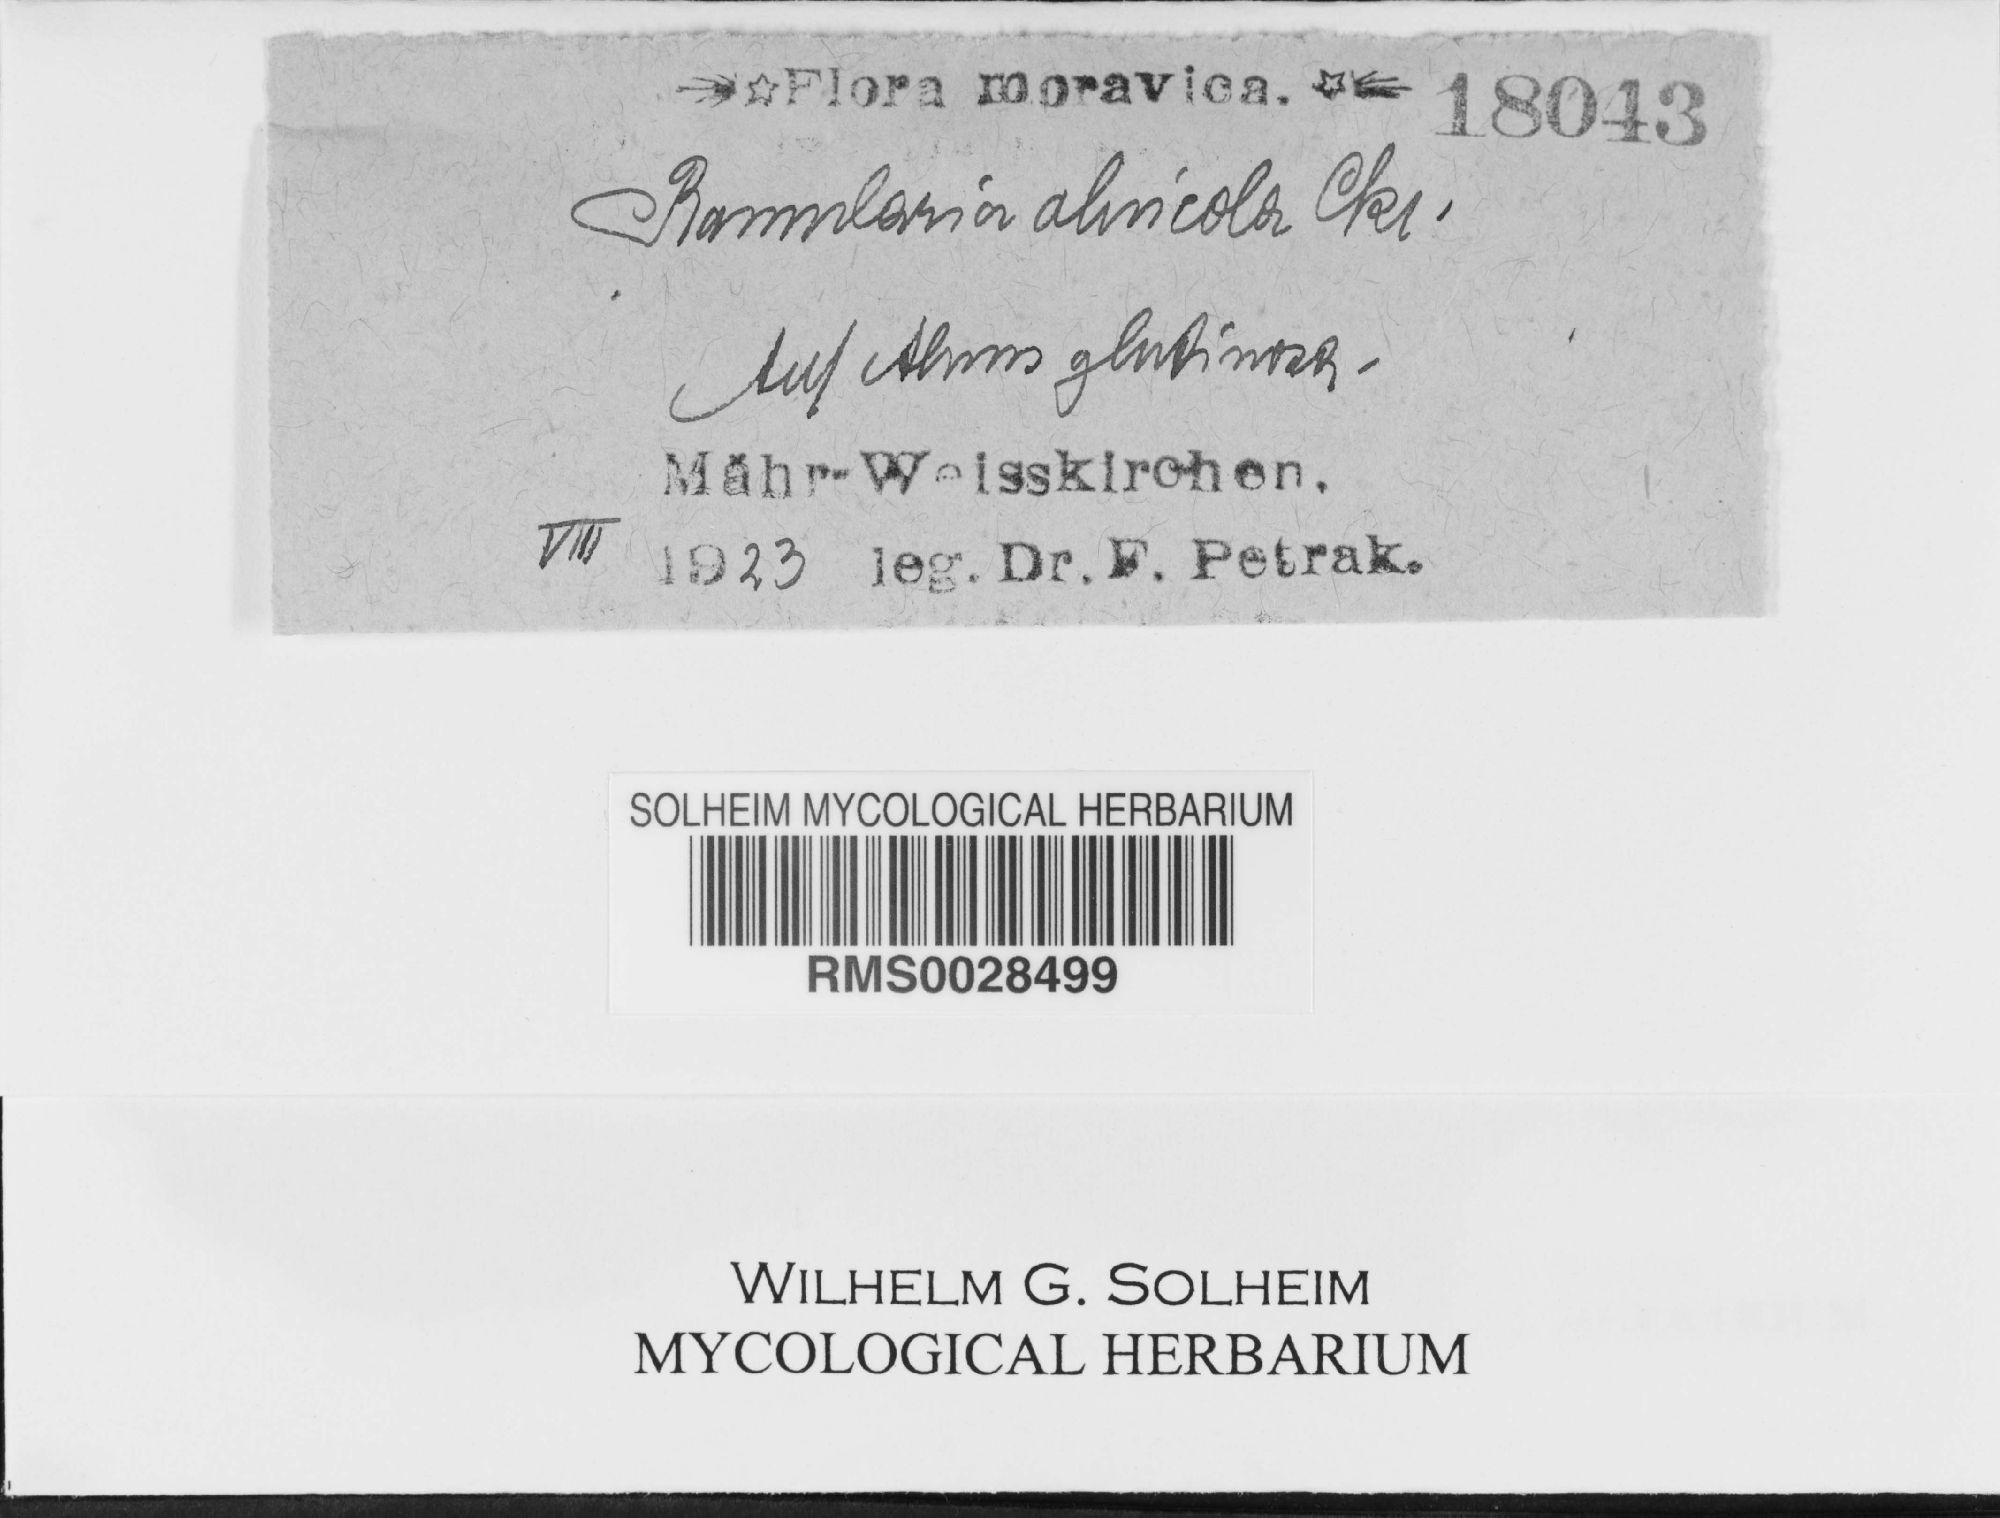 Flora moravica. 18043
Ramularia alnicola Cke.
Auf Alnus glutinosa.
Mähr-Weisskirchen.
VIII 1923 leg. Dr. F. Petrak.
SOLHEIM MYCOLOGICAL HERBARIUM
RMS0028499
WILHELM G. SOLHEIM
MYCOLOGICAL HERBARIUM